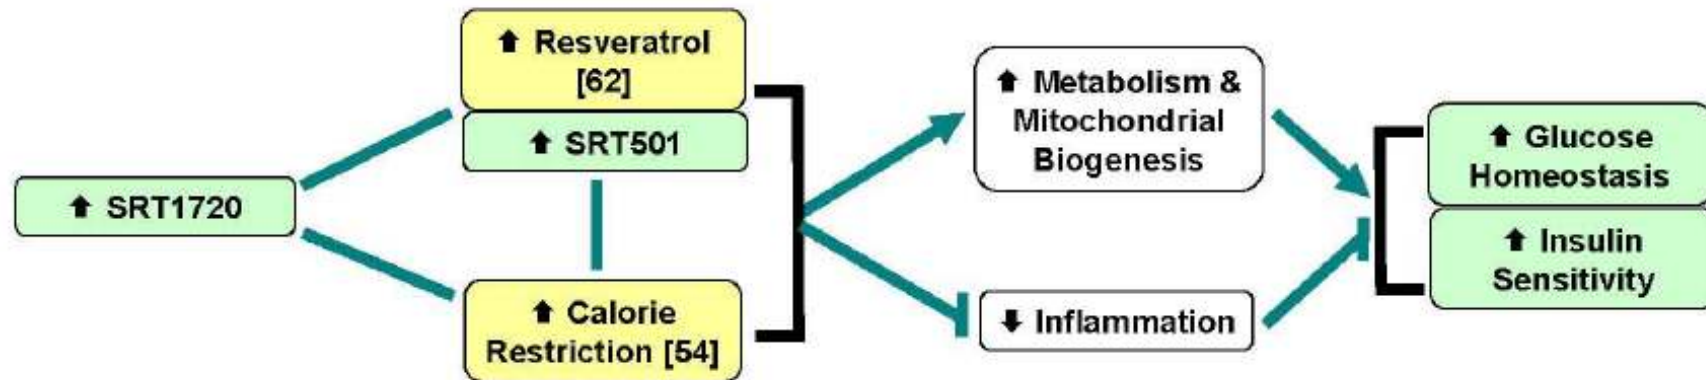 ⬆ SRT1720
⬆ Resveratrol
[62]
⬆ SRT501
⬆ Calorie
Restriction [54]
⬆ Metabolism &
Mitochondrial
Biogenesis
⬇ Inflammation
⬆ Glucose
Homeostasis
⬆ Insulin
Sensitivity